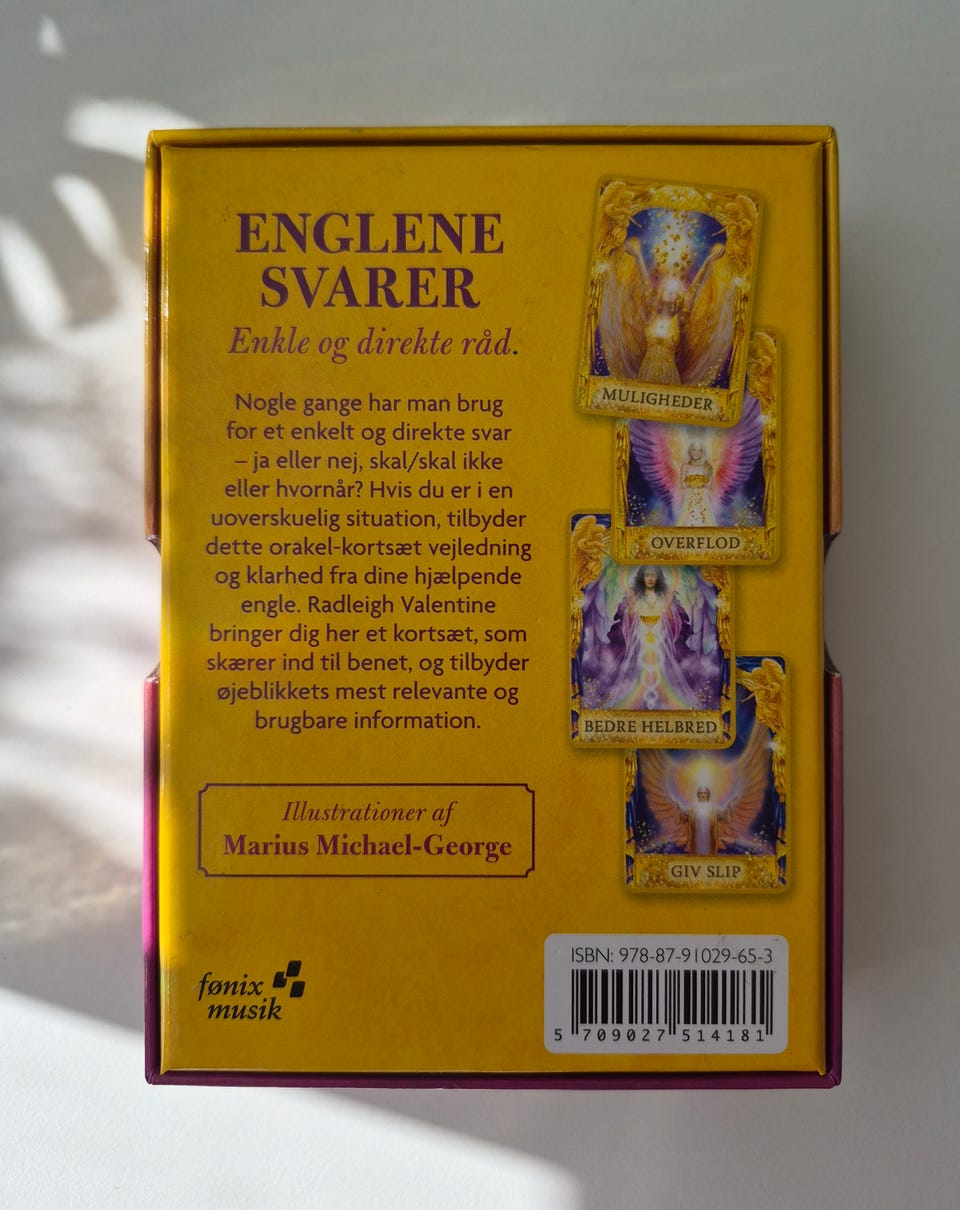 ENGLENE
SVARER
Enkle og direkte råd.
Nogle gange har man brug
for et enkelt og direkte svar
– ja eller nej, skal/skal ikke
eller hvornår? Hvis du er i en
uoverskuelig situation, tilbyder
dette orakel-kortsæt vejledning
og klarhed fra dine hjælpende
engle. Radleigh Valentine
bringer dig her et kortsæt, som
skærer ind til benet, og tilbyder
øjeblikkets mest relevante og
brugbare information.
Illustrationer af
Marius Michael-George
fønix
musik
MULIGHEDER
OVERFLOD
BEDRE HELBRED
GIV SLIP
ISBN: 978-87-91029-65-3
5 709027 514181